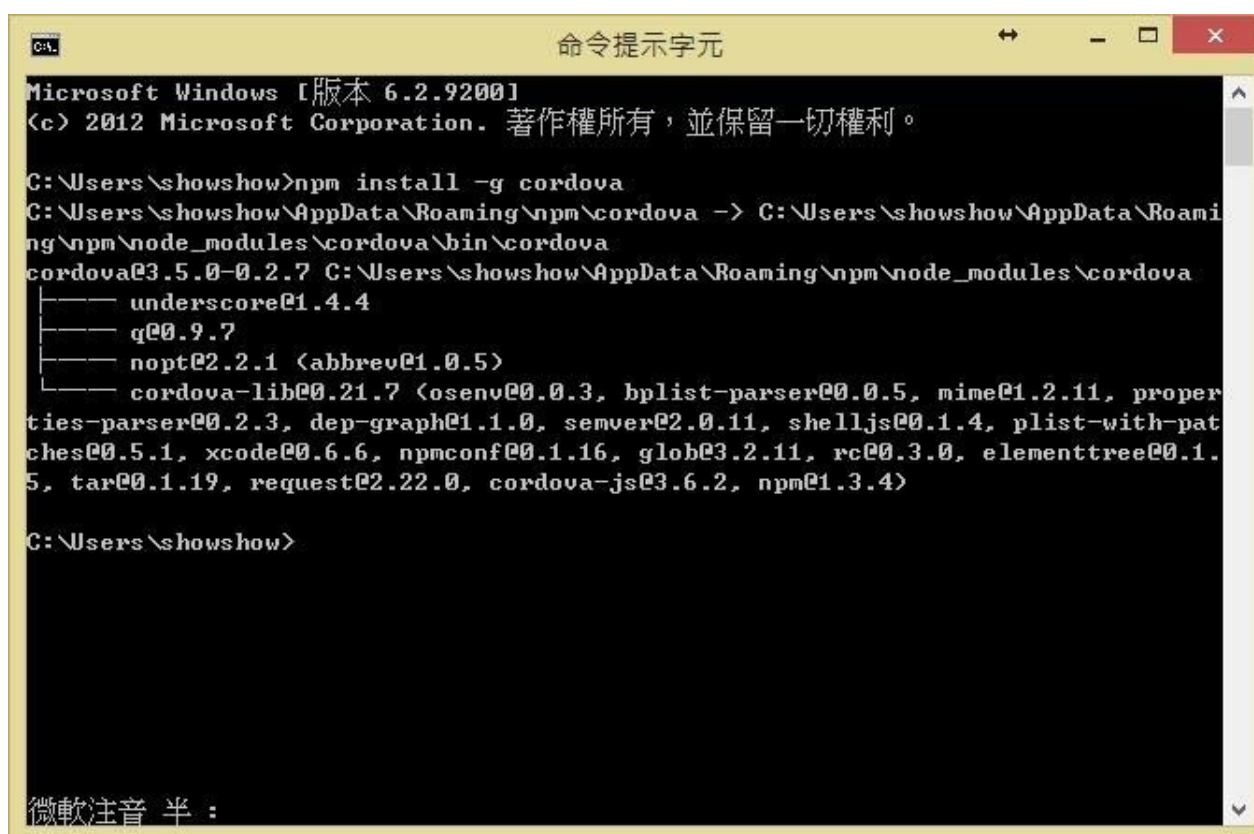 命令提示字元
Microsoft Windows [版本 6.2.9200]
(c) 2012 Microsoft Corporation. 著作權所有，並保留一切權利。
C:\Users\showshow>npm install -g cordova
C:\Users\showshow\AppData\Roaming\npm\cordova -> C:\Users\showshow\AppData\Roami
ng\npm\node_modules\cordova\bin\cordova
cordova@3.5.0-0.2.7 C:\Users\showshow\AppData\Roaming\npm\node_modules\cordova
├── underscore@1.4.4
├── q@0.9.7
├── nopt@2.2.1 (abbrev@1.0.5)
└── cordova-lib@0.21.7 (osenv@0.0.3, bplist-parser@0.0.5, mime@1.2.11, proper
ties-parser@0.2.3, dep-graph@1.1.0, semver@2.0.11, shelljs@0.1.4, plist-with-pat
ches@0.5.1, xcode@0.6.6, npmconf@0.1.16, glob@3.2.11, rc@0.3.0, elementtree@0.1.
5, tar@0.1.19, request@2.22.0, cordova-js@3.6.2, npm@1.3.4)
C:\Users\showshow>
微軟注音 半 :